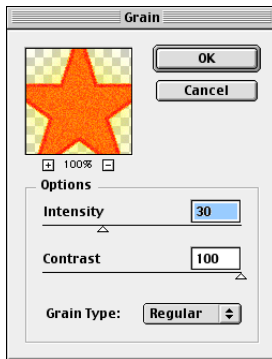 Grain
OK
Cancel
+ 100% −
Options
Intensity 30
Contrast 100
Grain Type: Regular